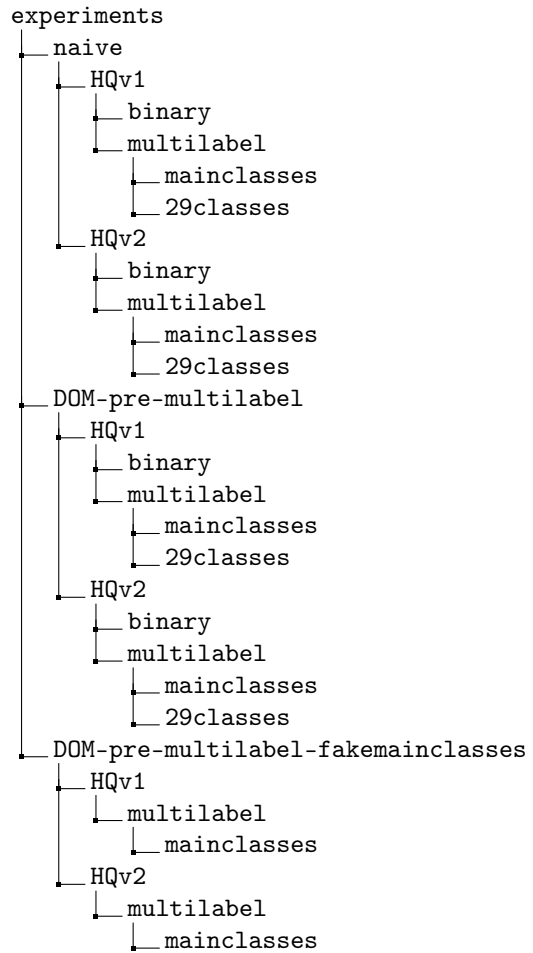 experiments
naive
HQv1
binary
multilabel
mainclasses
29classes
HQv2
binary
multilabel
mainclasses
29classes
DOM-pre-multilabel
HQv1
binary
multilabel
mainclasses
29classes
HQv2
binary
multilabel
mainclasses
29classes
DOM-pre-multilabel-fakemainclasses
HQv1
multilabel
mainclasses
HQv2
multilabel
mainclasses